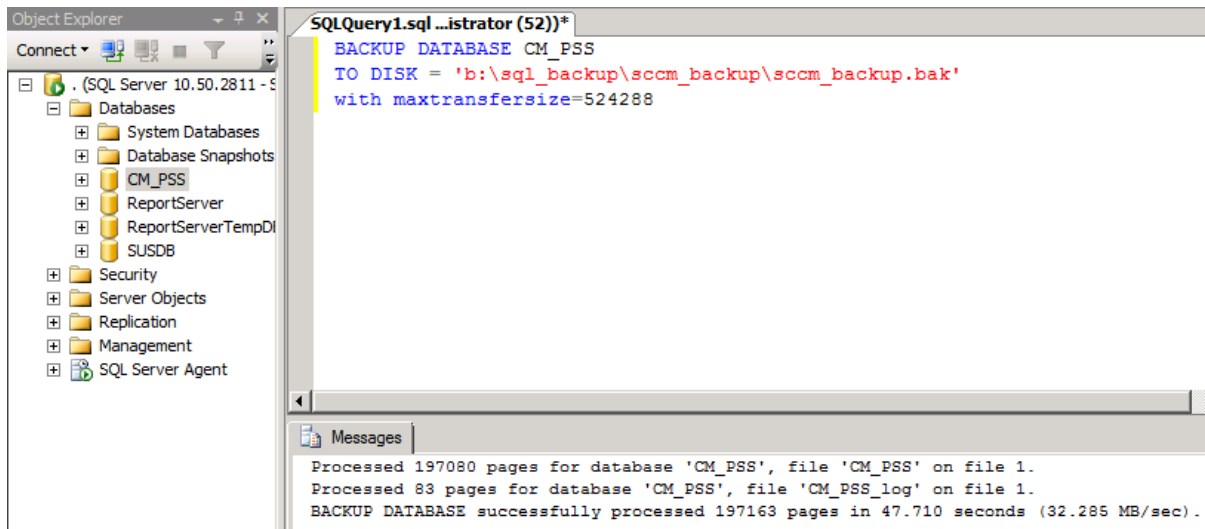 Object Explorer
Connect
. (SQL Server 10.50.2811 - S
Databases
System Databases
Database Snapshots
CM_PSS
ReportServer
ReportServerTempD
SUSDB
Security
Server Objects
Replication
Management
SQL Server Agent
SQLQuery1.sql ...istrator (52))*
BACKUP DATABASE CM_PSS
TO DISK = 'b:\sql_backup\sccm_backup\sccm_backup.bak'
with maxtransfersize=524288
Messages
Processed 197080 pages for database 'CM_PSS', file 'CM_PSS' on file 1.
Processed 83 pages for database 'CM_PSS', file 'CM_PSS_log' on file 1.
BACKUP DATABASE successfully processed 197163 pages in 47.710 seconds (32.285 MB/sec).